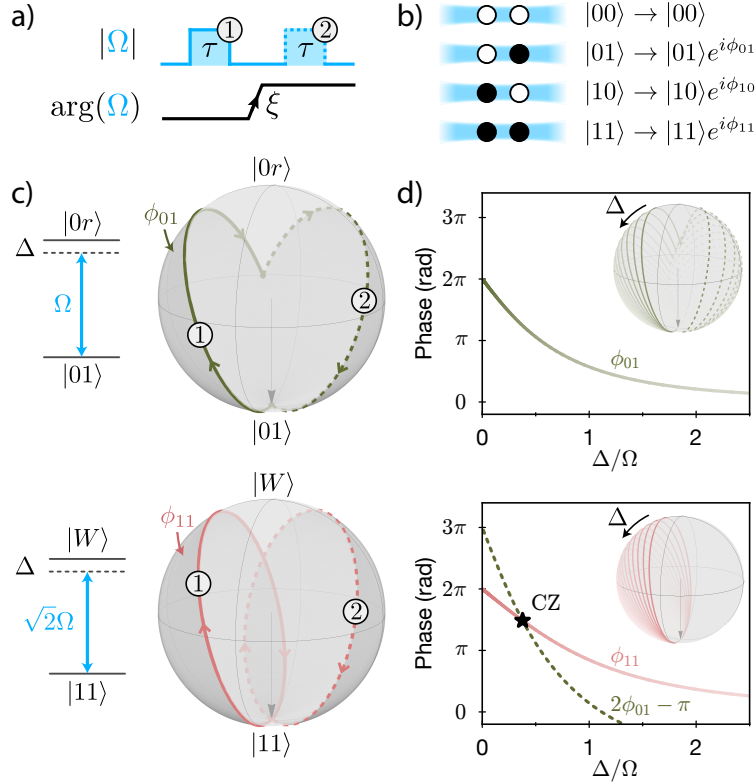 a)
|Ω|
τ
1
τ
2
arg(Ω)
ξ
b)
|00⟩ → |00⟩
|01⟩ → |01⟩e^{iϕ₀₁}
|10⟩ → |10⟩e^{iϕ₁₀}
|11⟩ → |11⟩e^{iϕ₁₁}
c)
|0r⟩
Δ
Ω
|01⟩
|0r⟩
ϕ₀₁
1
2
|01⟩
|W⟩
Δ
√2Ω
|11⟩
|W⟩
ϕ₁₁
1
2
|11⟩
d)
Phase (rad)
3π
2π
π
0
Δ
ϕ₀₁
0 1 2
Δ/Ω
Phase (rad)
3π
2π
π
0
Δ
CZ
ϕ₁₁
2ϕ₀₁ − π
0 1 2
Δ/Ω